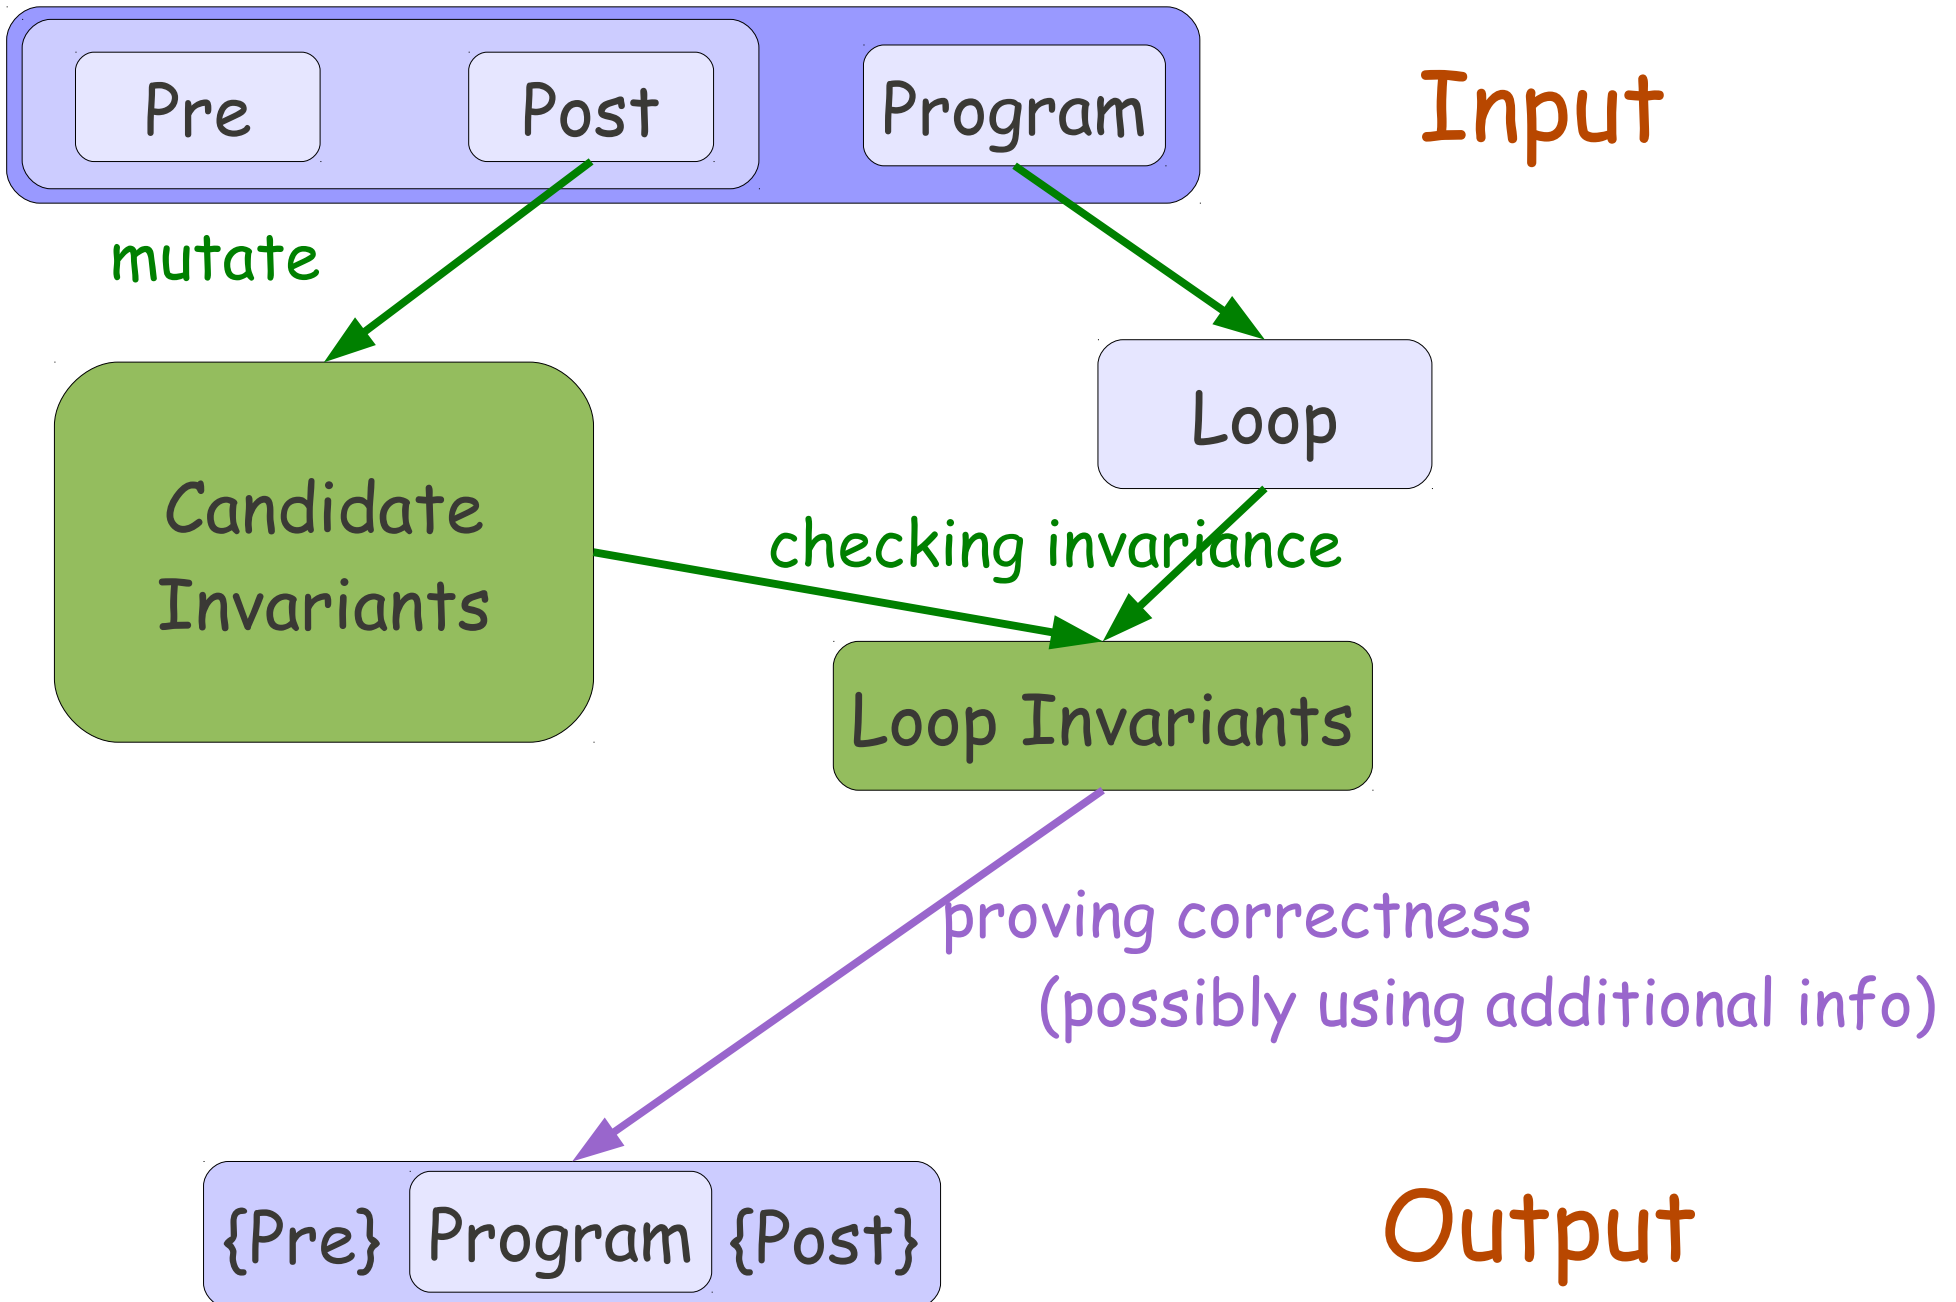 Pre Post Program Input
mutate
Loop
Candidate
Invariants
checking invariance
Loop Invariants
proving correctness
(possibly using additional info)
{Pre} Program {Post} Output